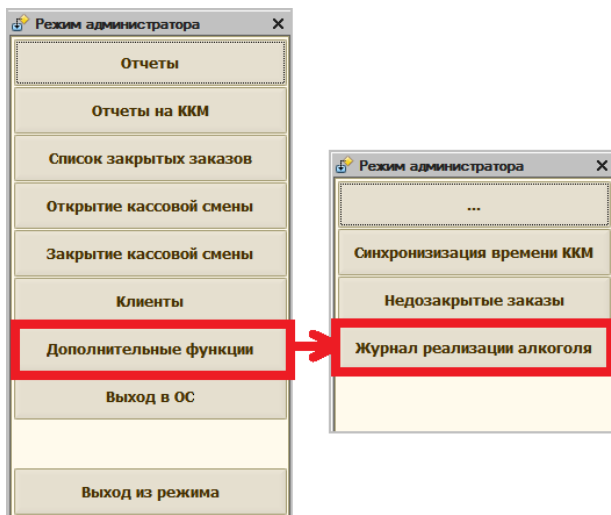 Режим администратора
Отчеты
Отчеты на ККМ
Список закрытых заказов
Открытие кассовой смены
Закрытие кассовой смены
Клиенты
Дополнительные функции
Выход в ОС
Выход из режима
Режим администратора
...
Синхронизизация времени ККМ
Недозакрытые заказы
Журнал реализации алкоголя